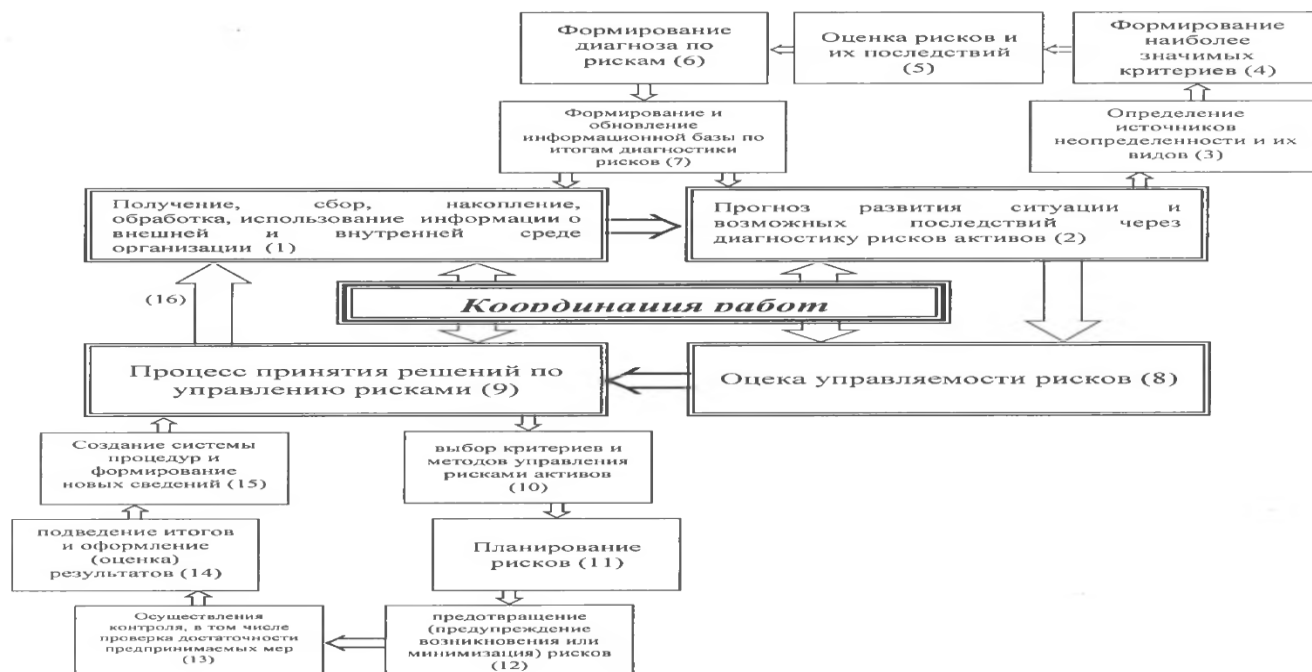 Формирование
диагноза по
рискам (6)
Оценка рисков и
их последствий
(5)
Формирование
наиболее
значимых
критериев (4)
Формирование и
обновление
информационной базы по
итогам диагностики
рисков (7)
Определение
источников
неопределенности и их
видов (3)
Получение, сбор, накопление,
обработка, использование информации о
внешней и внутренней среде
организации (1)
Прогноз развития ситуации и
возможных последствий через
диагностику рисков активов (2)
(16)
Координация работ
Процесс принятия решений по
управлению рисками (9)
Оцека управляемости рисков (8)
Создание системы
процедур и
формирование
новых сведений (15)
выбор критериев и
методов управления
рисками активов
(10)
подведение итогов
и оформление
(оценка)
результатов (14)
Планирование
рисков (11)
Осуществления
контроля, в том числе
проверка достаточности
предпринимаемых мер
(13)
предотвращение
(предупреждение
возникновения или
минимизация) рисков
(12)